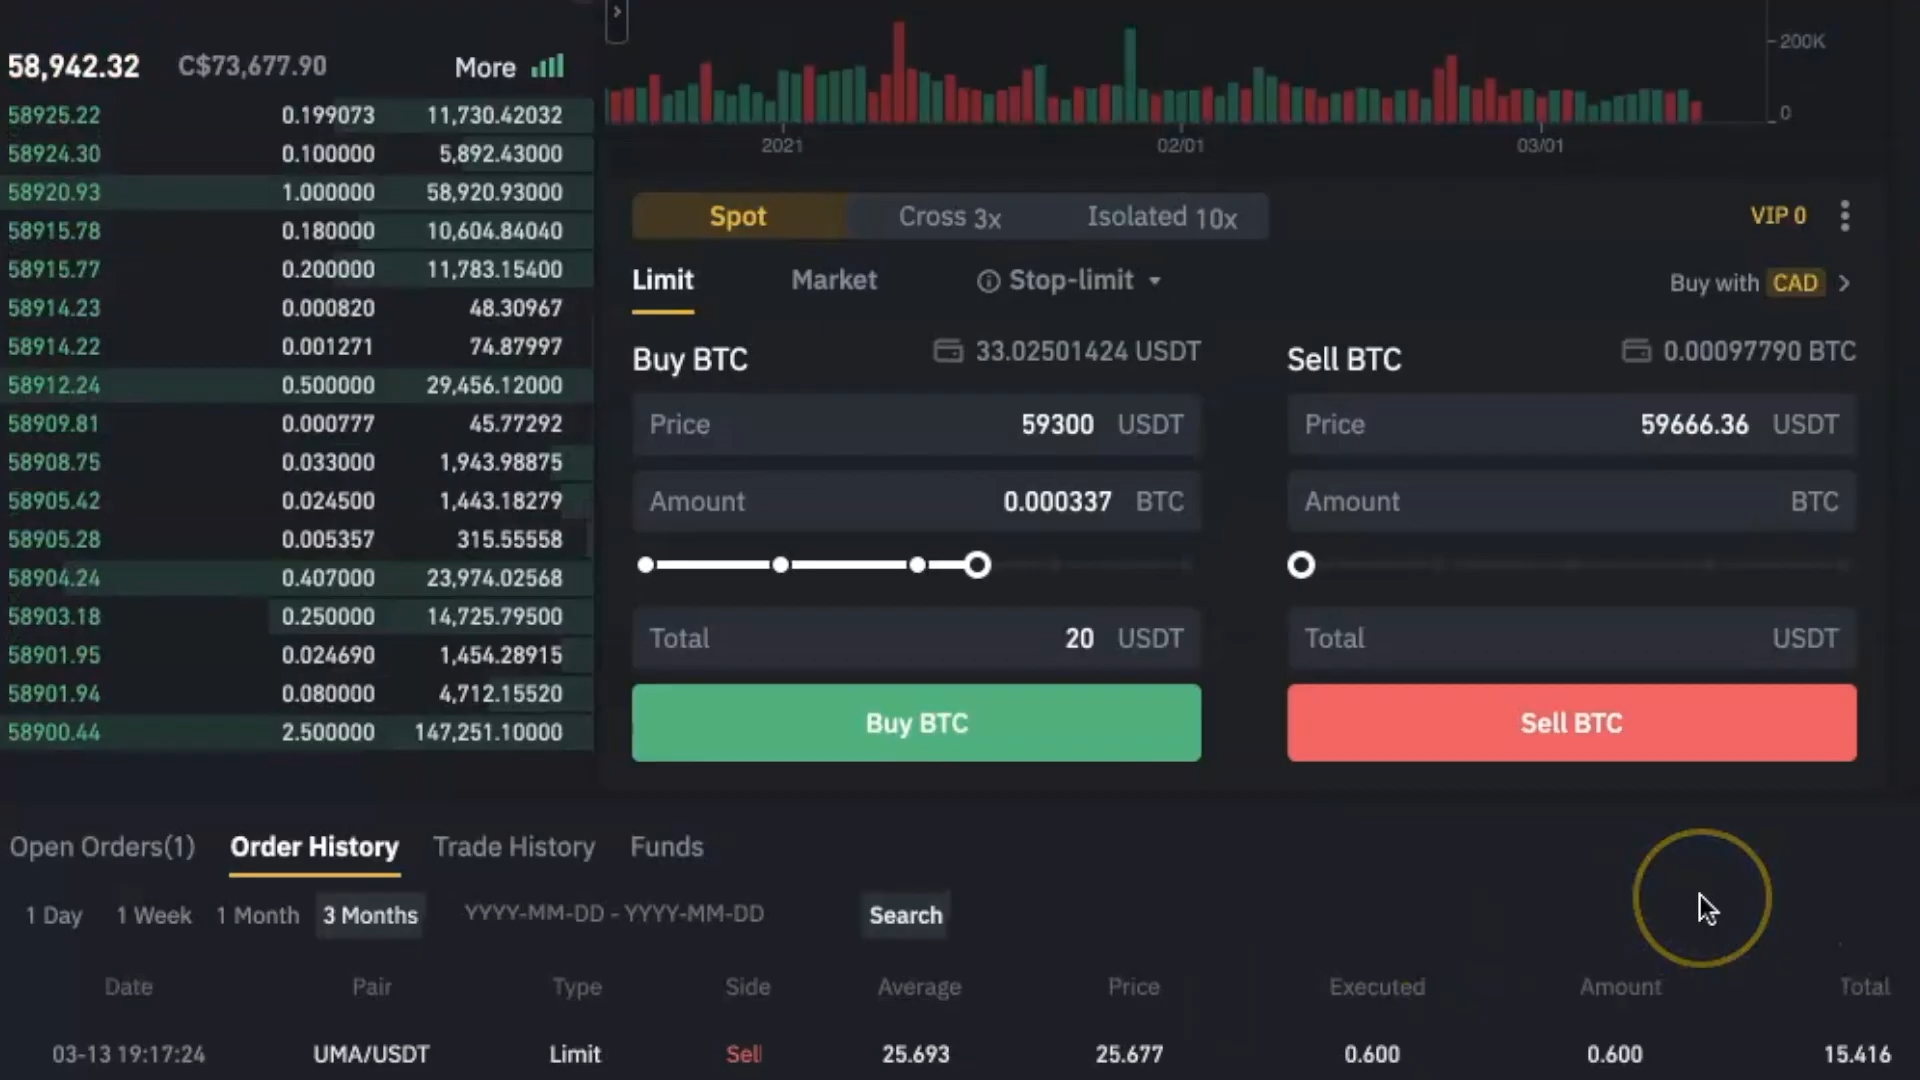 58,942.32 C$73,677.90 More
58925.22 0.199073 11,730.42032
58924.30 0.100000 5,892.43000
58920.93 1.000000 58,920.93000
58915.78 0.180000 10,604.84040
58915.77 0.200000 11,783.15400
58914.23 0.000820 48.30967
58914.22 0.001271 74.87997
58912.24 0.500000 29,456.12000
58909.81 0.000777 45.77292
58908.75 0.033000 1,943.98875
58905.42 0.024500 1,443.18279
58905.28 0.005357 315.55558
58904.24 0.407000 23,974.02568
58903.18 0.250000 14,725.79500
58901.95 0.024690 1,454.28915
58901.94 0.080000 4,712.15520
58900.44 2.500000 147,251.10000
200K
0
2021 02/01 03/01
Spot Cross 3x Isolated 10x VIP 0
Limit Market Stop-limit Buy with CAD
Buy BTC 33.02501424 USDT
Price 59300 USDT
Amount 0.000337 BTC
Total 20 USDT
Buy BTC
Sell BTC 0.00097790 BTC
Price 59666.36 USDT
Amount BTC
Total USDT
Sell BTC
Open Orders(1) Order History Trade History Funds
1 Day 1 Week 1 Month 3 Months YYYY-MM-DD - YYYY-MM-DD Search
Date Pair Type Side Average Price Executed Amount Total
03-13 19:17:24 UMA/USDT Limit Sell 25.693 25.677 0.600 0.600 15.416